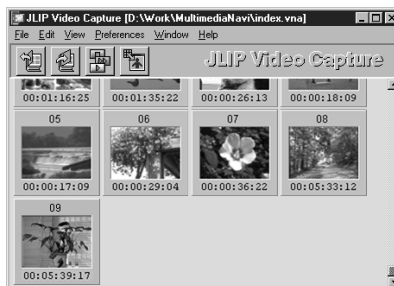 JLIP Video Capture [D:\Work\MultimediaNavi\index.vna]
File Edit View Preferences Window Help
JLIP Video Capture
00:01:16:25 00:01:35:22 00:00:26:13 00:00:18:09
05 06 07 08
00:00:17:09 00:00:29:04 00:00:36:22 00:05:33:12
09
00:05:39:17